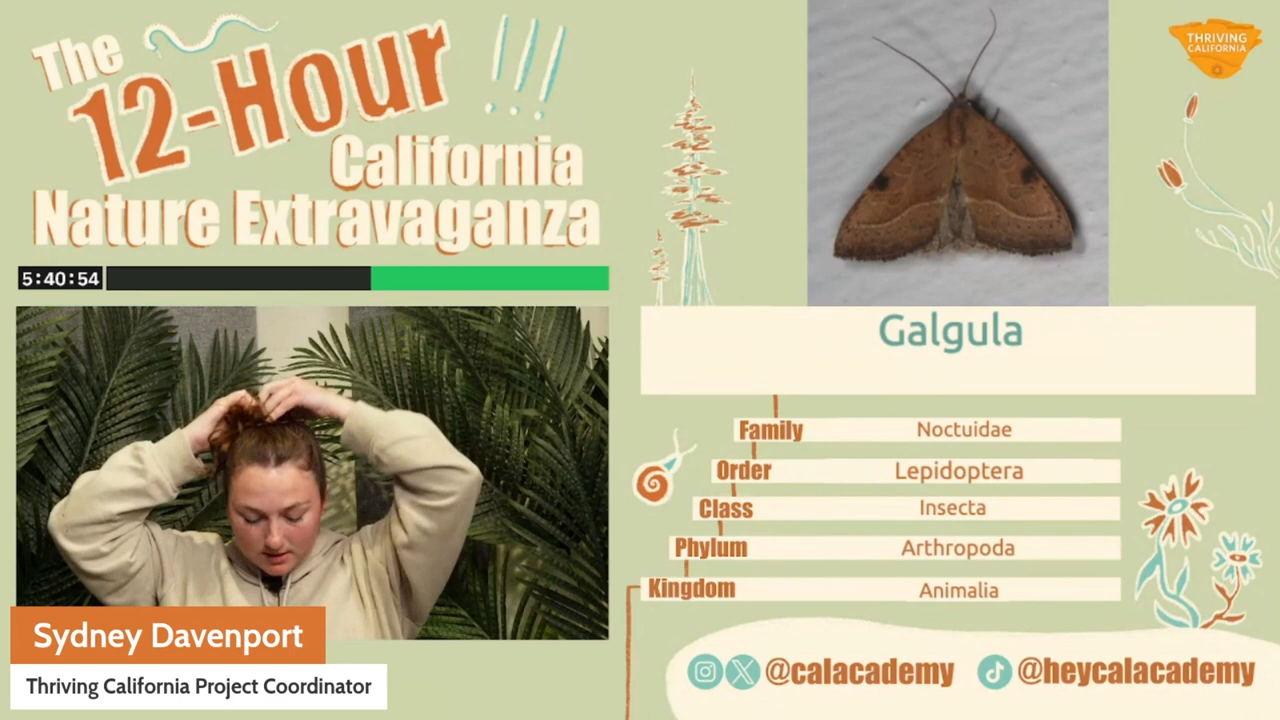 The
12-Hour !!!
California
Nature Extravaganza
5:40:54
Sydney Davenport
Thriving California Project Coordinator
THRIVING
CALIFORNIA
Galgula
Family Noctuidae
Order Lepidoptera
Class Insecta
Phylum Arthropoda
Kingdom Animalia
@calacademy @heycalacademy